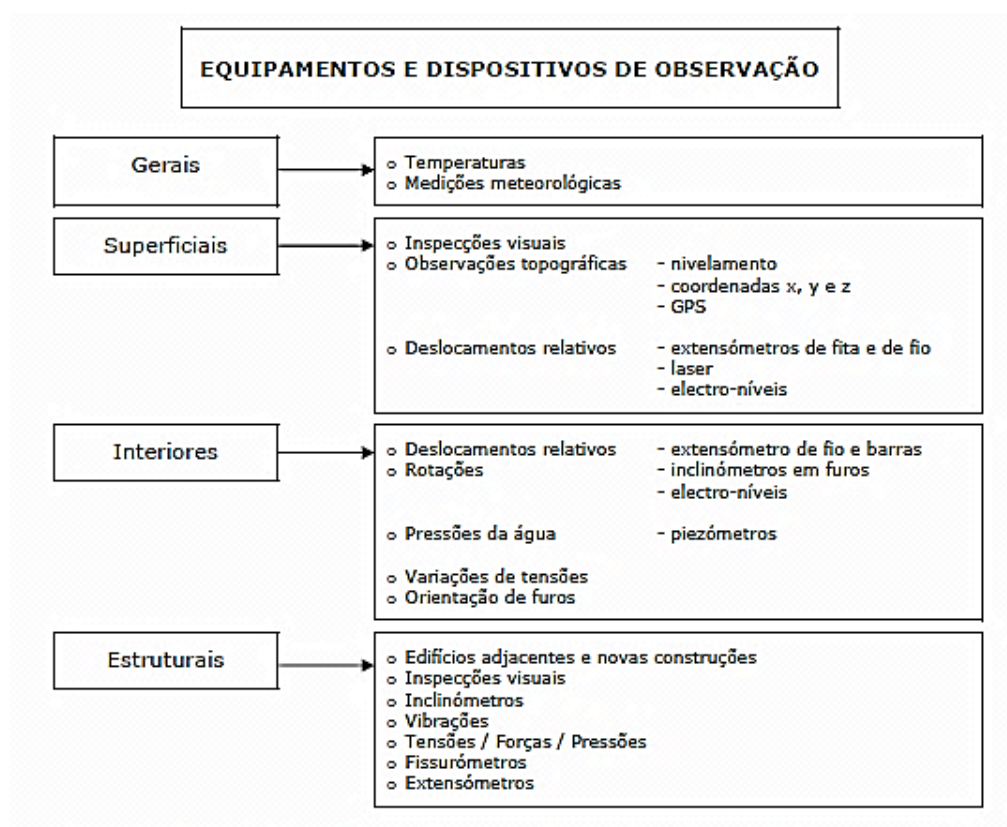 EQUIPAMENTOS E DISPOSITIVOS DE OBSERVAÇÃO
Gerais
o Temperaturas
o Medições meteorológicas
Superficiais
o Inspecções visuais
o Observações topográficas - nivelamento
- coordenadas x, y e z
- GPS
o Deslocamentos relativos - extensómetros de fita e de fio
- laser
- electro-níveis
Interiores
o Deslocamentos relativos - extensómetro de fio e barras
o Rotações - inclinómetros em furos
- electro-níveis
o Pressões da água - piezómetros
o Variações de tensões
o Orientação de furos
Estruturais
o Edifícios adjacentes e novas construções
o Inspecções visuais
o Inclinómetros
o Vibrações
o Tensões / Forças / Pressões
o Fissurómetros
o Extensómetros